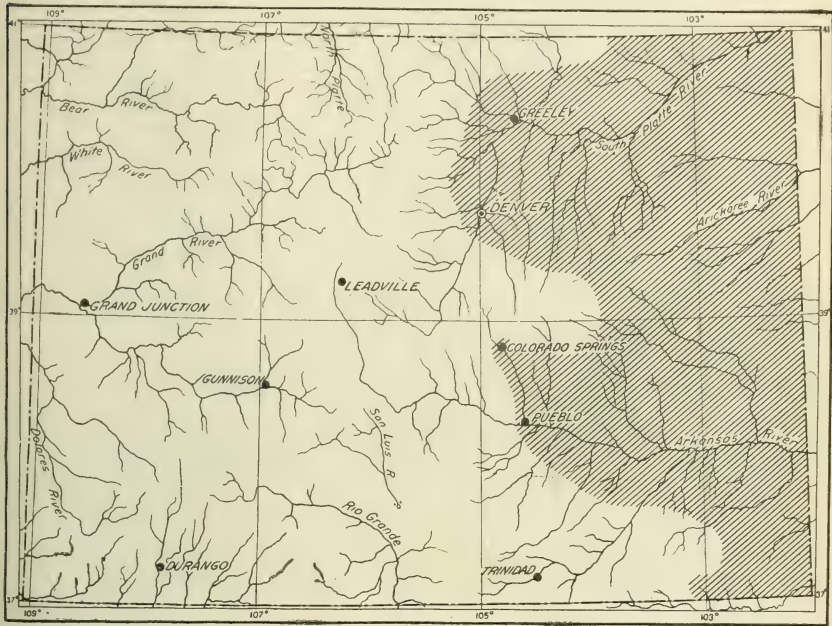 109°
107°
105°
103°
41
41
North Platte
Bear River
GREELEY
South Platte River
White River
Arickaree River
DENVER
Grand River
LEADVILLE
GRAND JUNCTION
39°
39°
COLORADO SPRINGS
GUNNISON
PUEBLO
San Luis R
Arkansas River
Dolores River
Rio Grande
DURANGO
TRINIDAD
37°
37°
109°
107°
105°
103°